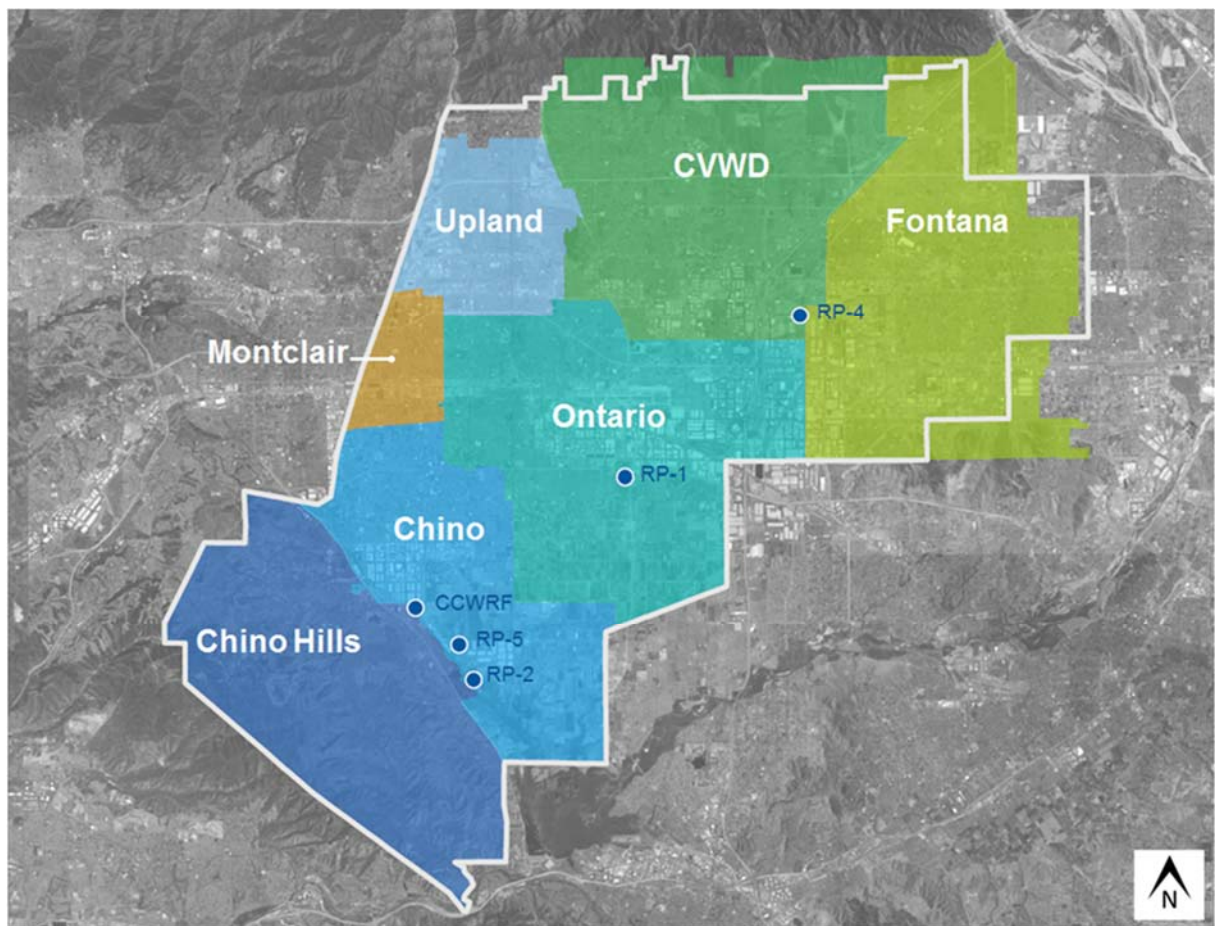 CVWD
Upland
Fontana
RP-4
Montclair
Ontario
RP-1
Chino
CCWRF
Chino Hills
RP-5
RP-2
N